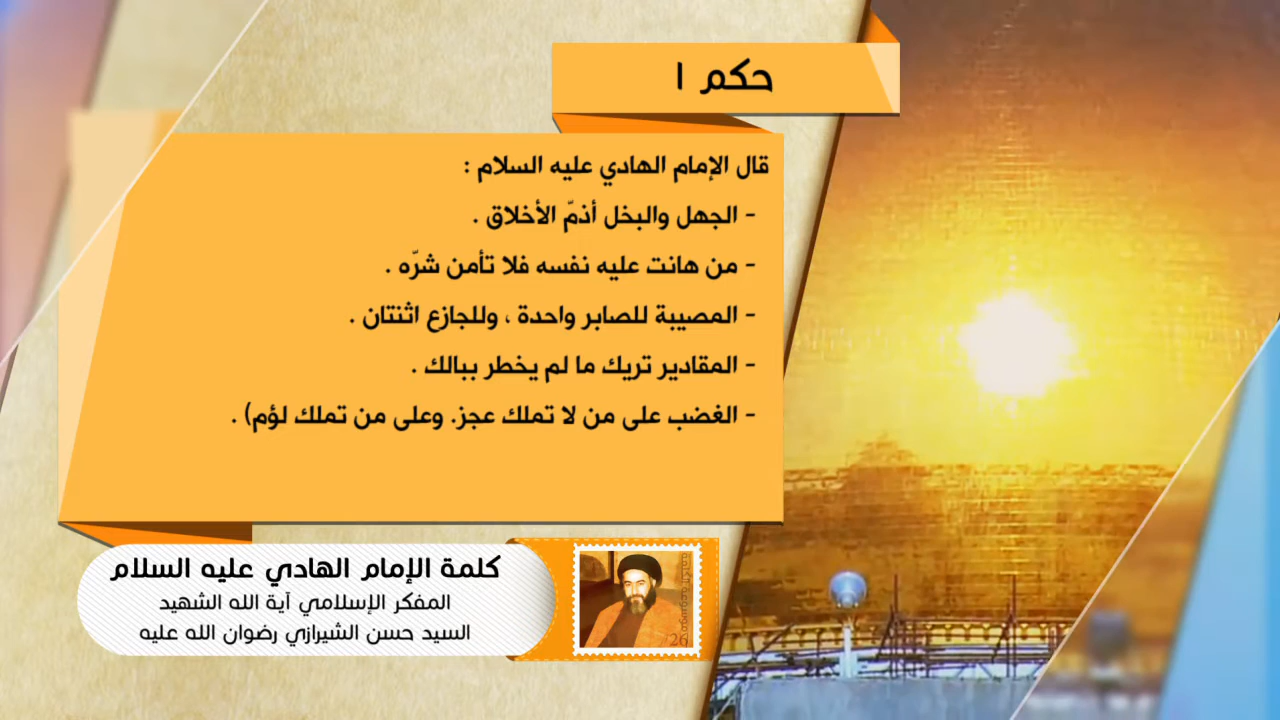 حكم ١
قال الإمام الهادي عليه السلام :
- الجهل والبخل أذمّ الأخلاق .
- من هانت عليه نفسه فلا تأمن شرّه .
- المصيبة للصابر واحدة ، وللجازع اثنتان .
- المقادير تريك ما لم يخطر ببالك .
- الغضب على من لا تملك عجز. وعلى من تملك لؤم) .
كلمة الإمام الهادي عليه السلام
المفكر الإسلامي آية الله الشهيد
السيد حسن الشيرازي رضوان الله عليه
26